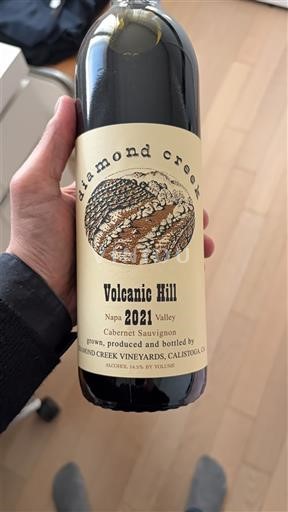 diamond creek
Volcanic Hill
Napa 2021 Valley
Cabernet Sauvignon
grown, produced and bottled by
DIAMOND CREEK VINEYARDS, CALISTOGA, CA
ALCOHOL 14.5% BY VOLUME